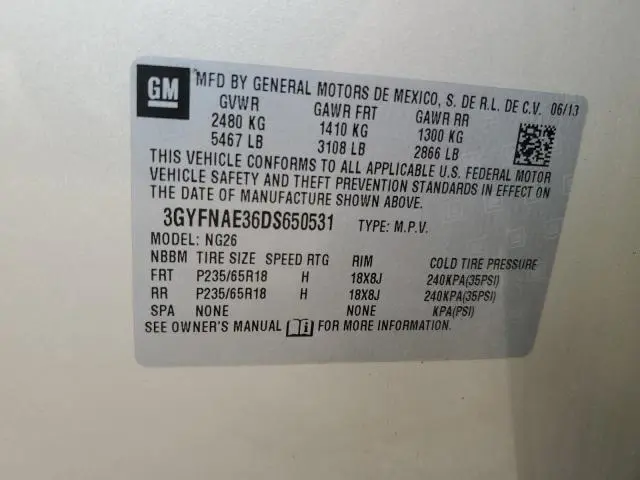 GM
MFD BY GENERAL MOTORS DE MEXICO, S. DE R.L. DE C.V. 06/13
GVWR GAWR FRT GAWR RR
2480 KG 1410 KG 1300 KG
5467 LB 3108 LB 2866 LB
THIS VEHICLE CONFORMS TO ALL APPLICABLE U.S. FEDERAL MOTOR
VEHICLE SAFETY AND THEFT PREVENTION STANDARDS IN EFFECT ON
THE DATE OF MANUFACTURE SHOWN ABOVE.
3GYFNAE36DS650531 TYPE: M.P.V.
MODEL: NG26
NBBM TIRE SIZE SPEED RTG RIM COLD TIRE PRESSURE
FRT P235/65R18 H 18X8J 240KPA(35PSI)
RR P235/65R18 H 18X8J 240KPA(35PSI)
SPA NONE NONE KPA(PSI)
SEE OWNER'S MANUAL FOR MORE INFORMATION.